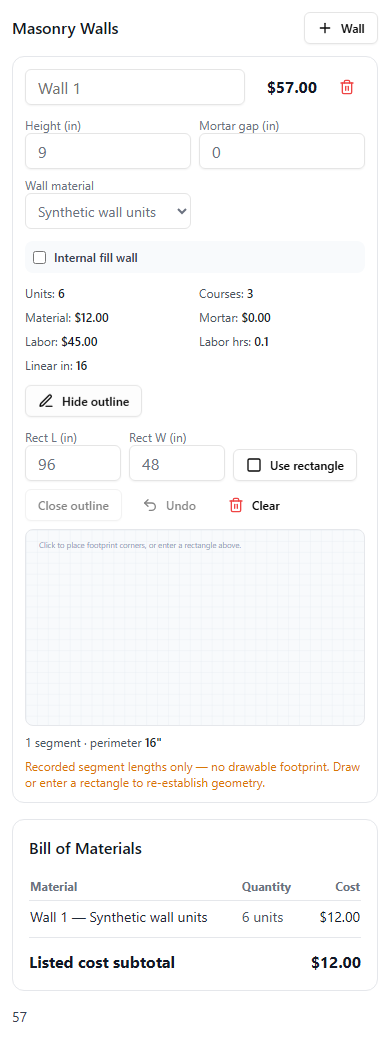 Masonry Walls
Wall
Wall 1
$57.00
Height (in)
Mortar gap (in)
9
0
Wall material
Synthetic wall units
Internal fill wall
Units: 6
Courses: 3
Material: $12.00
Mortar: $0.00
Labor: $45.00
Labor hrs: 0.1
Linear in: 16
Hide outline
Rect L (in)
Rect W (in)
96
48
Use rectangle
Close outline
Undo
Clear
Click to place footprint corners, or enter a rectangle above.
1 segment · perimeter 16"
Recorded segment lengths only — no drawable footprint. Draw
or enter a rectangle to re-establish geometry.
Bill of Materials
Material Quantity Cost
Wall 1 — Synthetic wall units 6 units $12.00
Listed cost subtotal $12.00
57